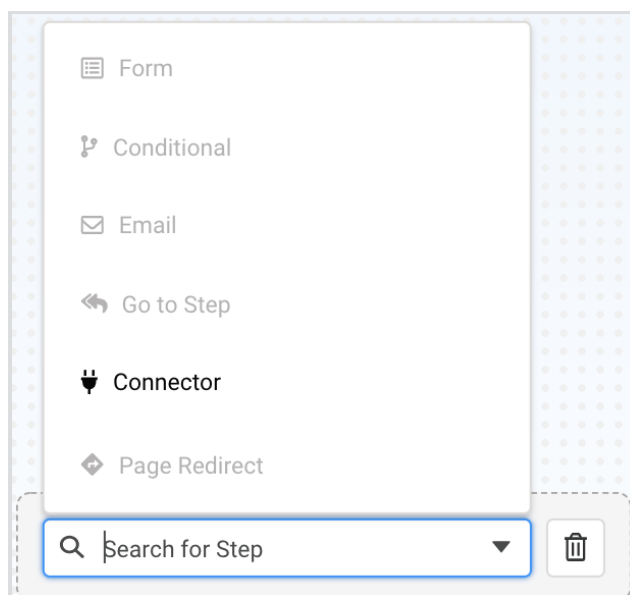 Form
Conditional
Email
Go to Step
Connector
Page Redirect
Search for Step